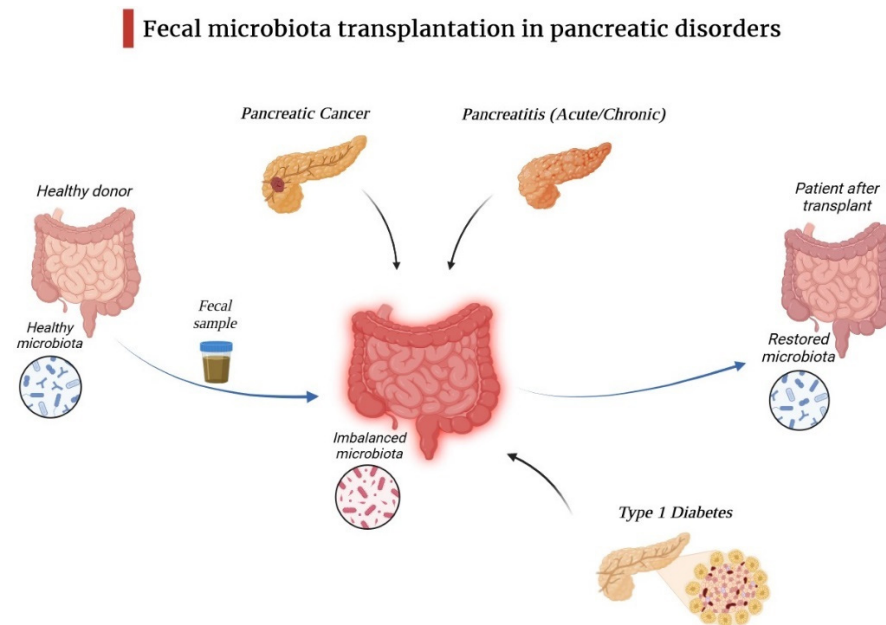 Fecal microbiota transplantation in pancreatic disorders
Pancreatic Cancer
Pancreatitis (Acute/Chronic)
Healthy donor
Patient after
transplant
Fecal
sample
Healthy
microbiota
Restored
microbiota
Imbalanced
microbiota
Type 1 Diabetes